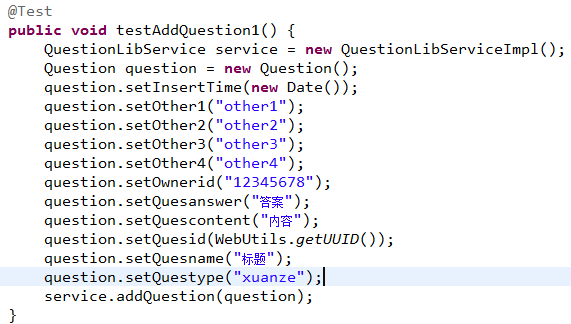 @Test
public void testAddQuestion1() {
QuestionLibService service = new QuestionLibServiceImpl();
Question question = new Question();
question.setInsertTime(new Date());
question.setOther1("other1");
question.setOther2("other2");
question.setOther3("other3");
question.setOther4("other4");
question.setOwnerid("12345678");
question.setQuesanswer("答案");
question.setQuescontent("内容");
question.setQuesid(WebUtils.getUUID());
question.setQuesname("标题");
question.setQuestype("xuanze");
service.addQuestion(question);
}